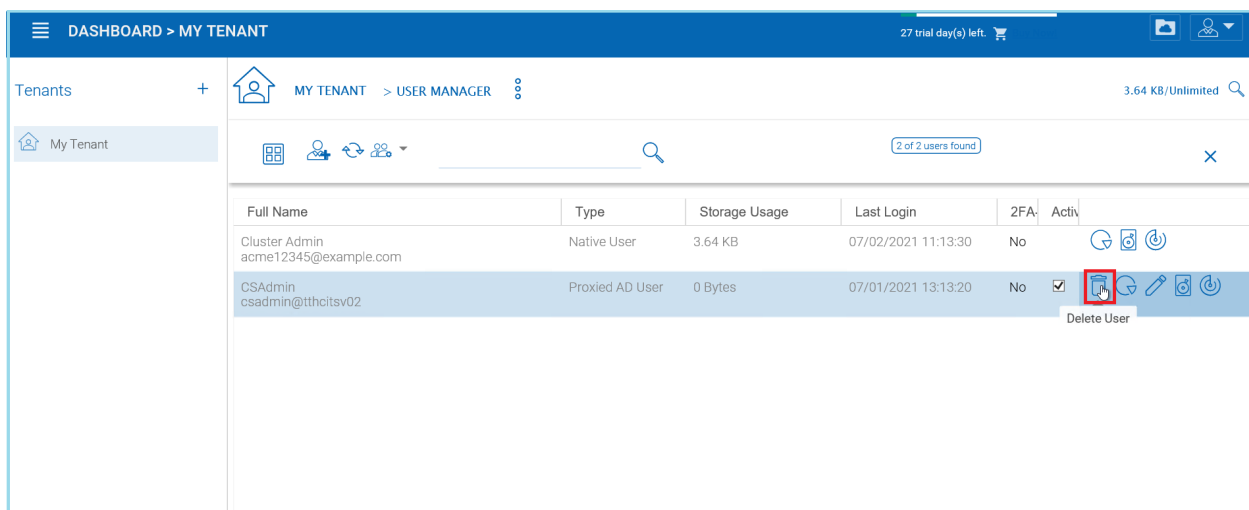 DASHBOARD > MY TENANT
27 trial day(s) left.
Tenants +
MY TENANT > USER MANAGER
3.64 KB/Unlimited
My Tenant
2 of 2 users found
Full Name Type Storage Usage Last Login 2FA- Activ
Cluster Admin Native User 3.64 KB 07/02/2021 11:13:30 No
acme12345@example.com
CSAdmin Proxied AD User 0 Bytes 07/01/2021 13:13:20 No
csadmin@tthcitsv02
Delete User